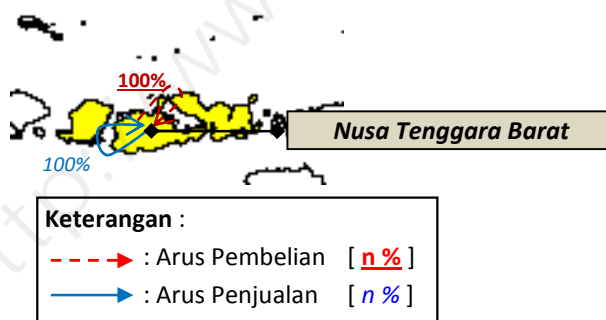 100%
Nusa Tenggara Barat
100%
Keterangan :
: Arus Pembelian [ n % ]
: Arus Penjualan [ n % ]